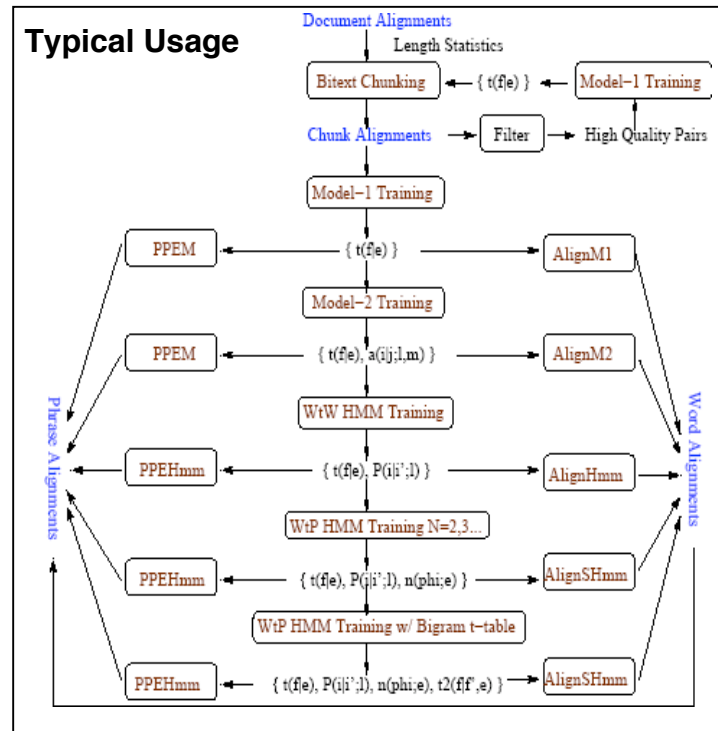 Typical Usage
Document Alignments
Length Statistics
Bitext Chunking
{ t(f|e) }
Model−1 Training
Chunk Alignments
Filter
High Quality Pairs
Model−1 Training
PPEM
{ t(f|e) }
AlignM1
Model−2 Training
PPEM
{ t(f|e), a(i|j;l,m) }
AlignM2
WtW HMM Training
Phrase Alignments
Word Alignments
PPEHmm
{ t(f|e), P(i|i';l) }
AlignHmm
WtP HMM Training N=2,3...
PPEHmm
{ t(f|e), P(i|i';l), n(phi;e) }
AlignSHmm
WtP HMM Training w/ Bigram t−table
PPEHmm
{ t(f|e), P(i|i';l), n(phi;e), t2(f|f',e) }
AlignSHmm